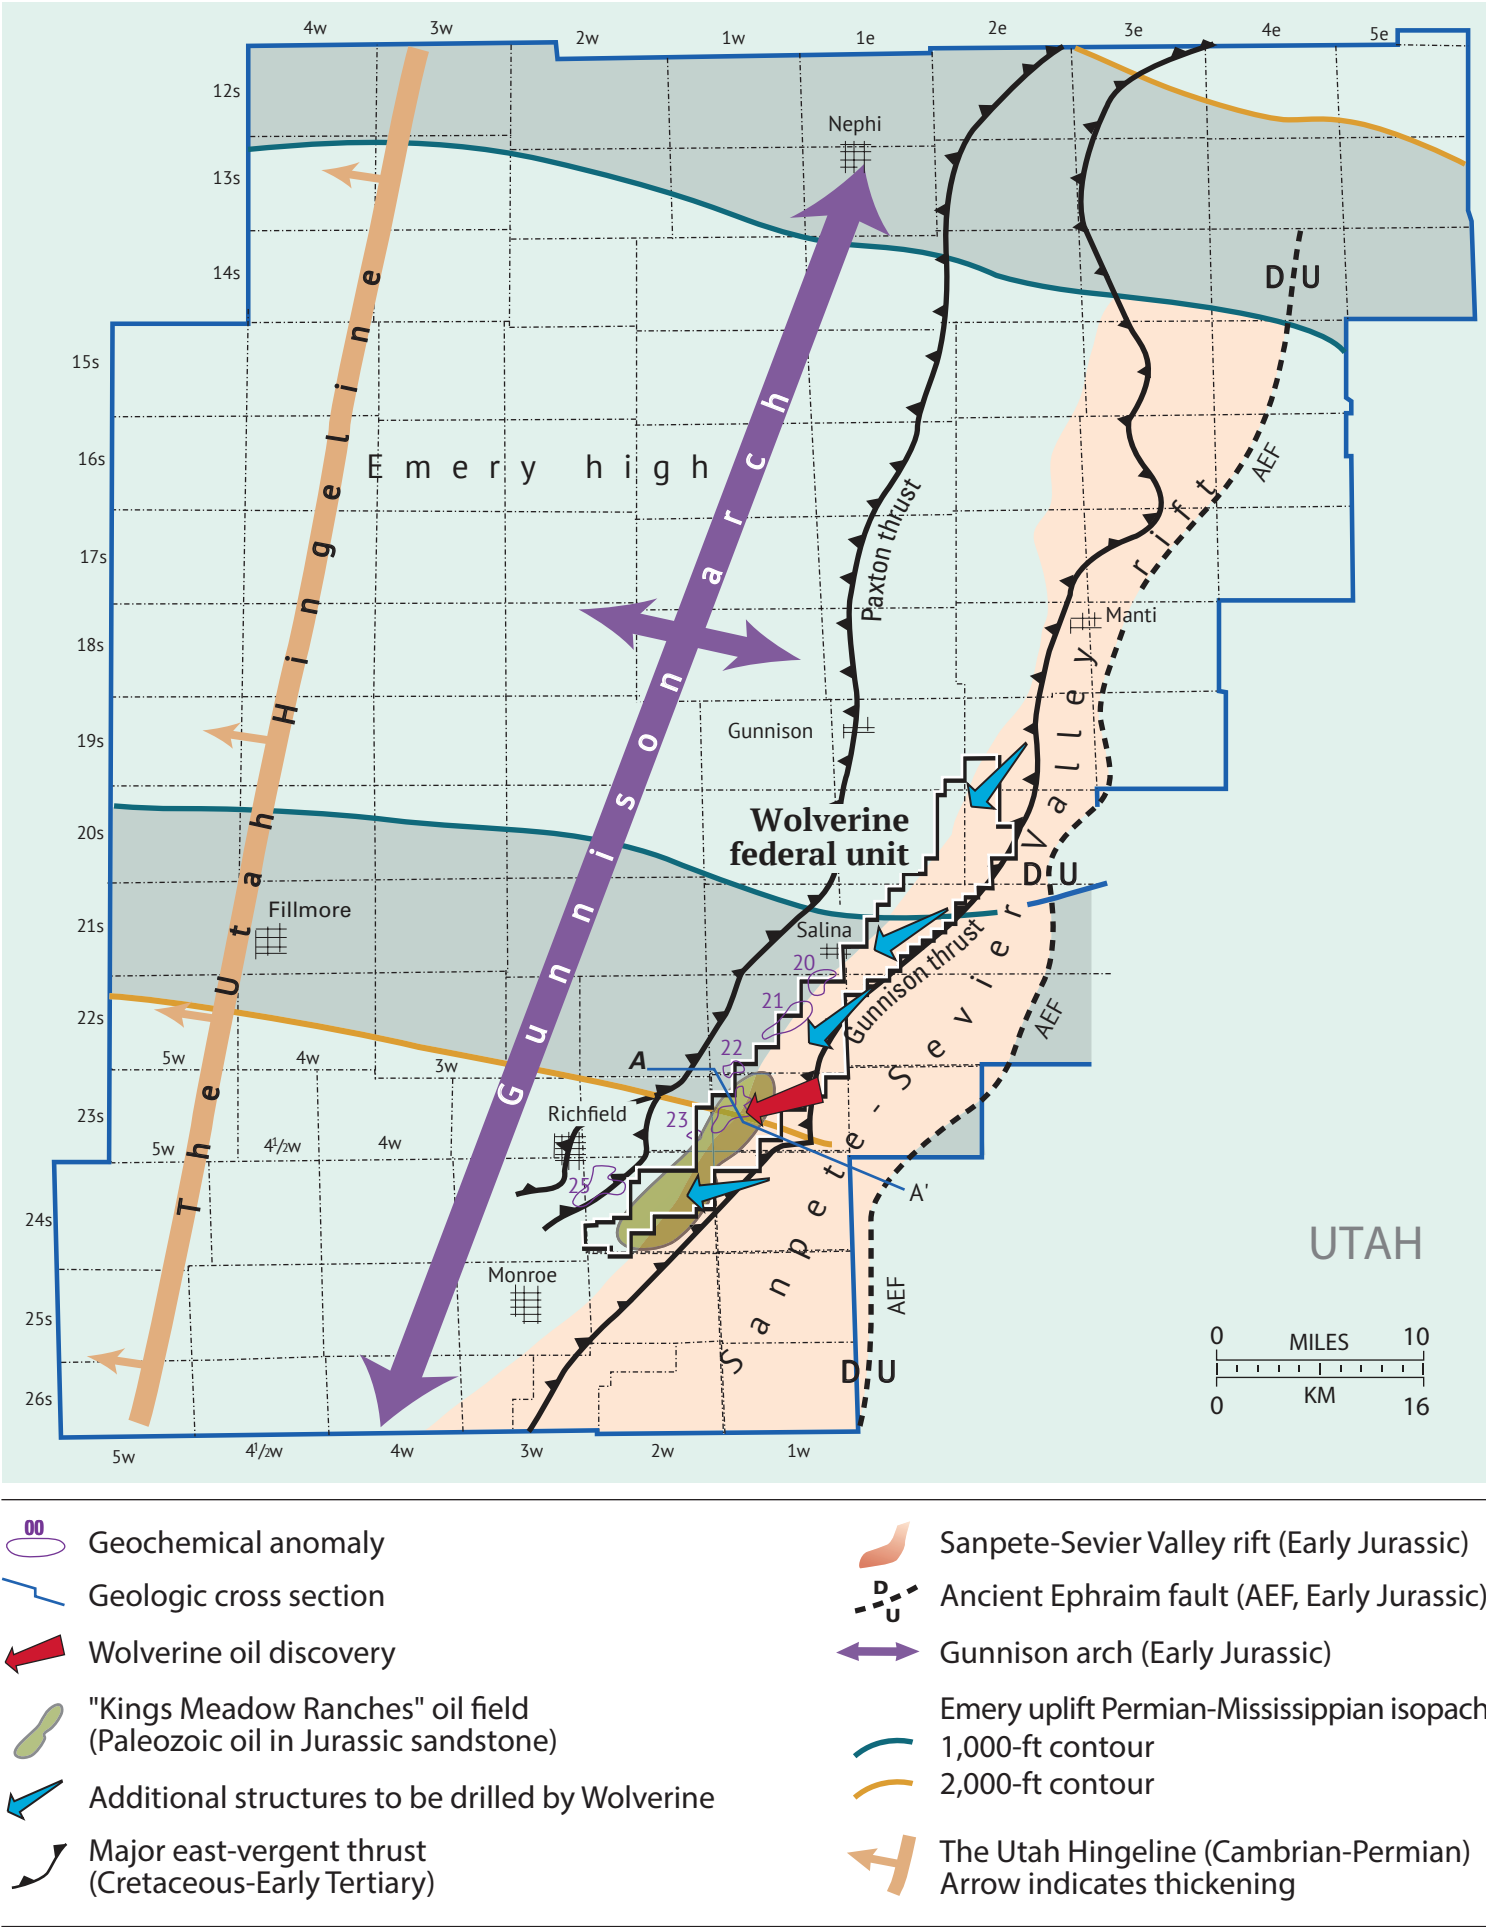 4w 3w 2w 1w 1e 2e 3e 4e 5e
12s
Nephi
13s
14s
D U
15s
16s
Emery high
AEF
17s
Paxton thrust
Manti
18s
Gunnison
19s
Wolverine
federal unit
20s
D U
Fillmore
Salina
21s
20
21
Gunnison thrust
AEF
22s
22
A
5w 4w 3w
23s
Richfield
23
5w 4½w 4w
25
A'
24s
UTAH
Monroe
AEF
25s
0 MILES 10
KM
0 16
D U
26s
5w 4½w 4w 3w 2w 1w
The Utah Hingeline
Gunnison arch
Sanpete-Sevier Valley rift
00
Geochemical anomaly
Geologic cross section
Wolverine oil discovery
"Kings Meadow Ranches" oil field
(Paleozoic oil in Jurassic sandstone)
Additional structures to be drilled by Wolverine
Major east-vergent thrust
(Cretaceous-Early Tertiary)
Sanpete-Sevier Valley rift (Early Jurassic)
D
U
Ancient Ephraim fault (AEF, Early Jurassic)
Gunnison arch (Early Jurassic)
Emery uplift Permian-Mississippian isopach
1,000-ft contour
2,000-ft contour
The Utah Hingeline (Cambrian-Permian)
Arrow indicates thickening